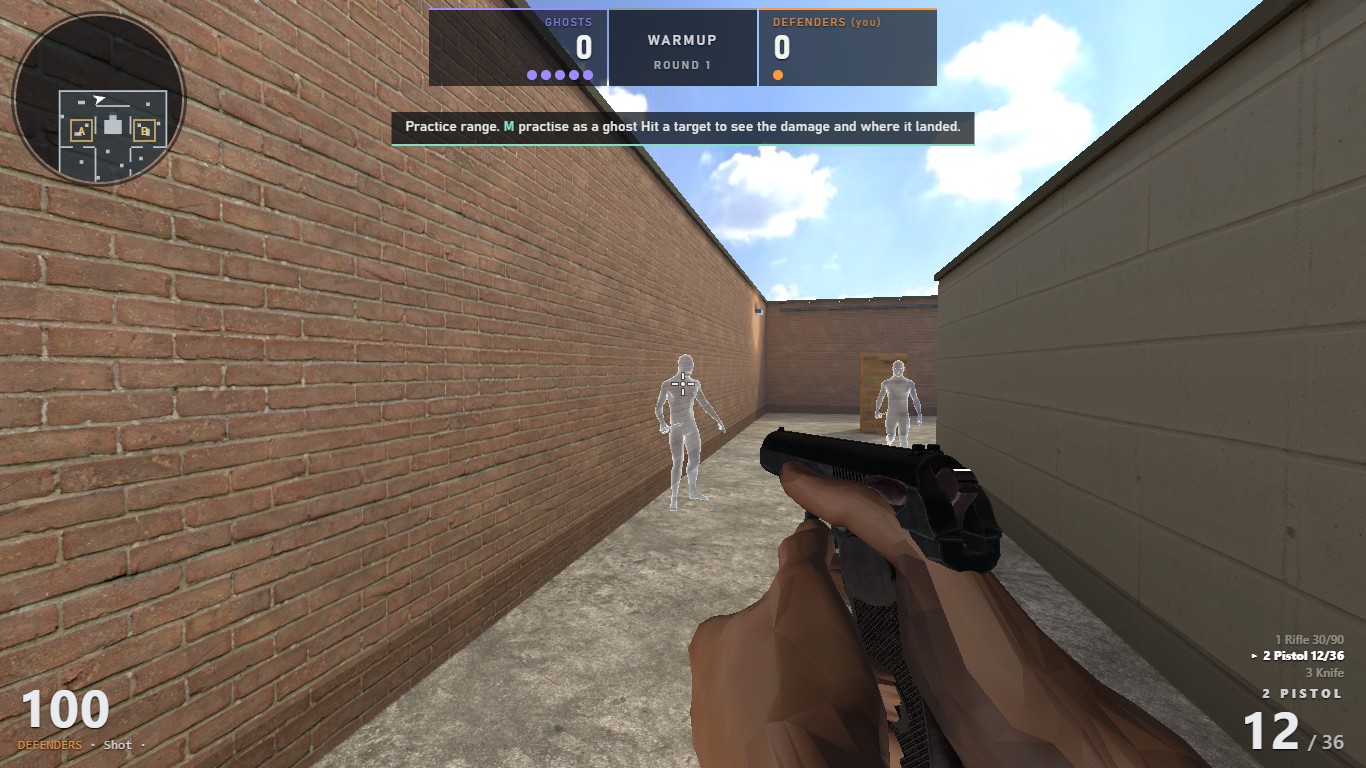 GHOSTS
0
WARMUP
ROUND 1
DEFENDERS (you)
0
Practice range. M practise as a ghost Hit a target to see the damage and where it landed.
A
B
1 Rifle 30/90
▸ 2 Pistol 12/36
3 Knife
2 PISTOL
12 / 36
100
DEFENDERS · Shot ·